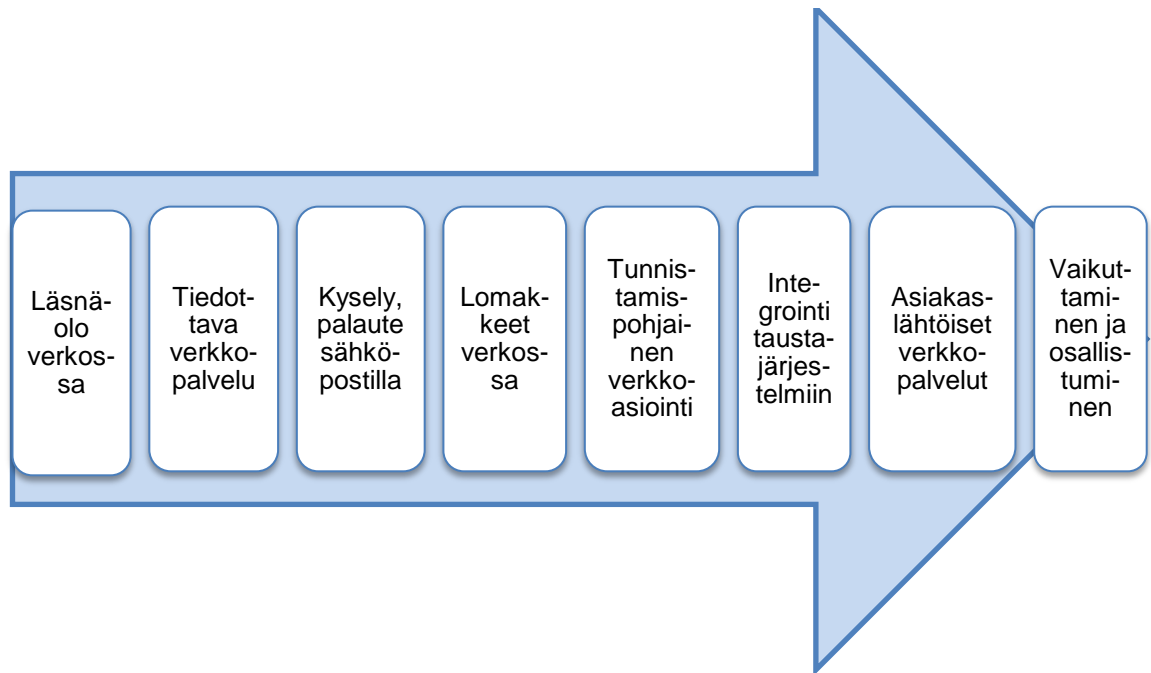 Läsnä-
olo
verkos-
sa
Tiedot-
tava
verkko-
palvelu
Kysely,
palaute
sähkö-
postilla
Lomak-
keet
verkos-
sa
Tunnis-
tamis-
pohjai-
nen
verkko-
asiointi
Inte-
grointi
tausta-
järjes-
telmiin
Asiakas-
lähtöiset
verkko-
palvelut
Vaikut-
tami-
nen ja
osallis-
tumi-
nen